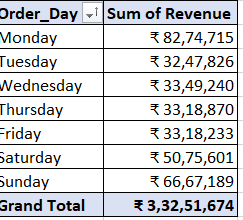 Order_Day Sum of Revenue
Monday ₹ 82,74,715
Tuesday ₹ 32,47,826
Wednesday ₹ 33,49,240
Thursday ₹ 33,18,870
Friday ₹ 33,18,233
Saturday ₹ 50,75,601
Sunday ₹ 66,67,189
Grand Total ₹ 3,32,51,674